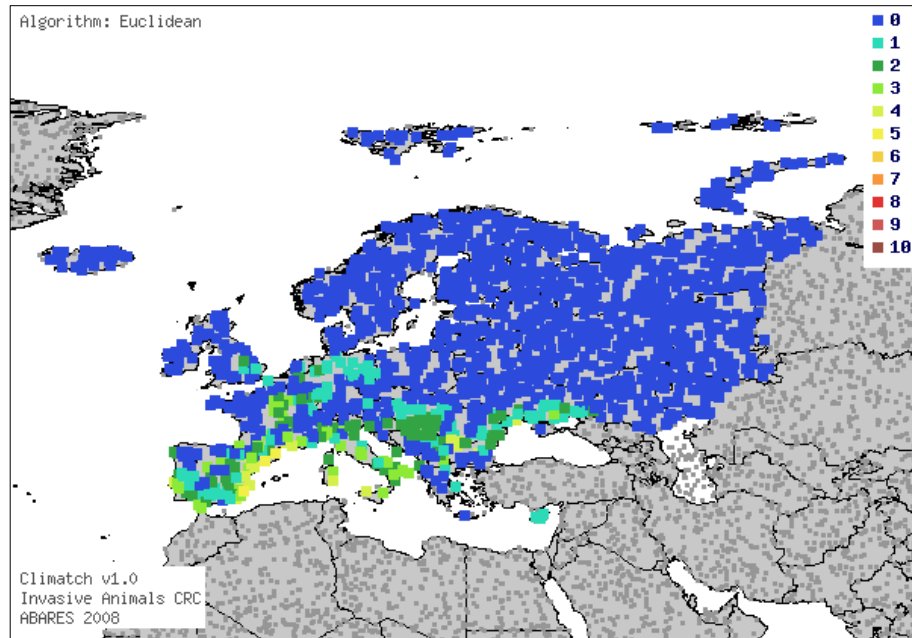 Algorithm: Euclidean
0
1
2
3
4
5
6
7
8
9
10
Climatch v1.0
Invasive Animals CRC
ABARES 2008